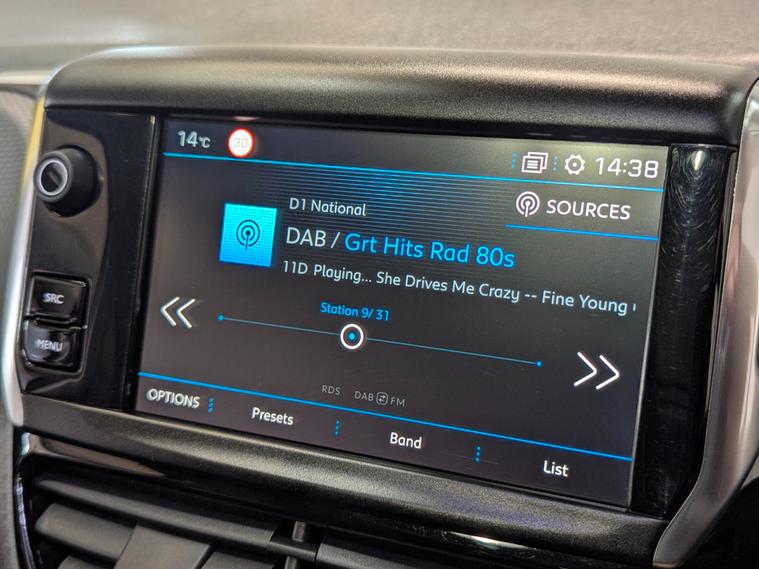 14°C
30
14:38
SOURCES
D1 National
DAB / Grt Hits Rad 80s
11D Playing... She Drives Me Crazy -- Fine Young
SRC
MENU
Station 9/ 31
RDS DAB FM
OPTIONS
Presets
Band
List